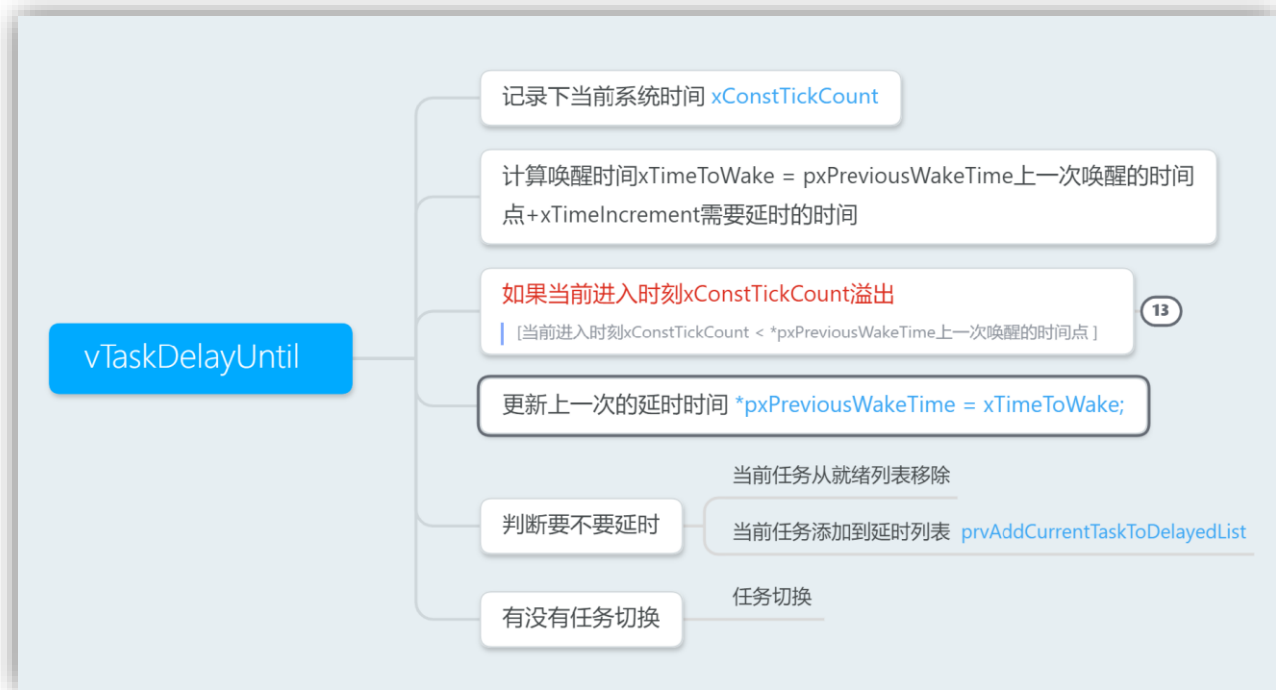 记录下当前系统时间 xConstTickCount
计算唤醒时间xTimeToWake = pxPreviousWakeTime上一次唤醒的时间
点+xTimeIncrement需要延时的时间
如果当前进入时刻xConstTickCount溢出
[当前进入时刻xConstTickCount < *pxPreviousWakeTime上一次唤醒的时间点 ]
13
vTaskDelayUntil
更新上一次的延时时间 *pxPreviousWakeTime = xTimeToWake;
判断要不要延时
当前任务从就绪列表移除
当前任务添加到延时列表 prvAddCurrentTaskToDelayedList
有没有任务切换
任务切换